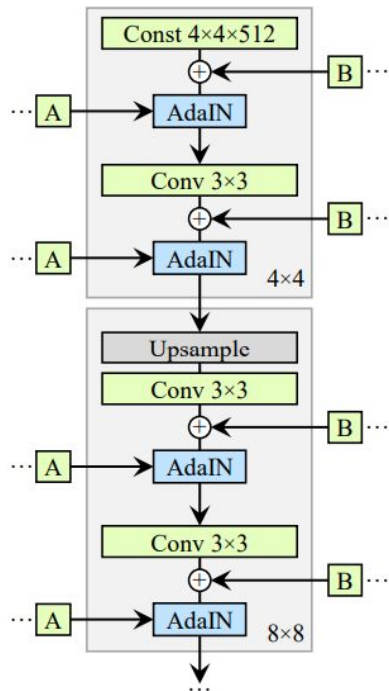 Const 4×4×512
+
B ...
... A
AdaIN
Conv 3×3
+
B ...
... A
AdaIN
4×4
Upsample
Conv 3×3
+
B ...
... A
AdaIN
Conv 3×3
+
B ...
... A
AdaIN
8×8
...